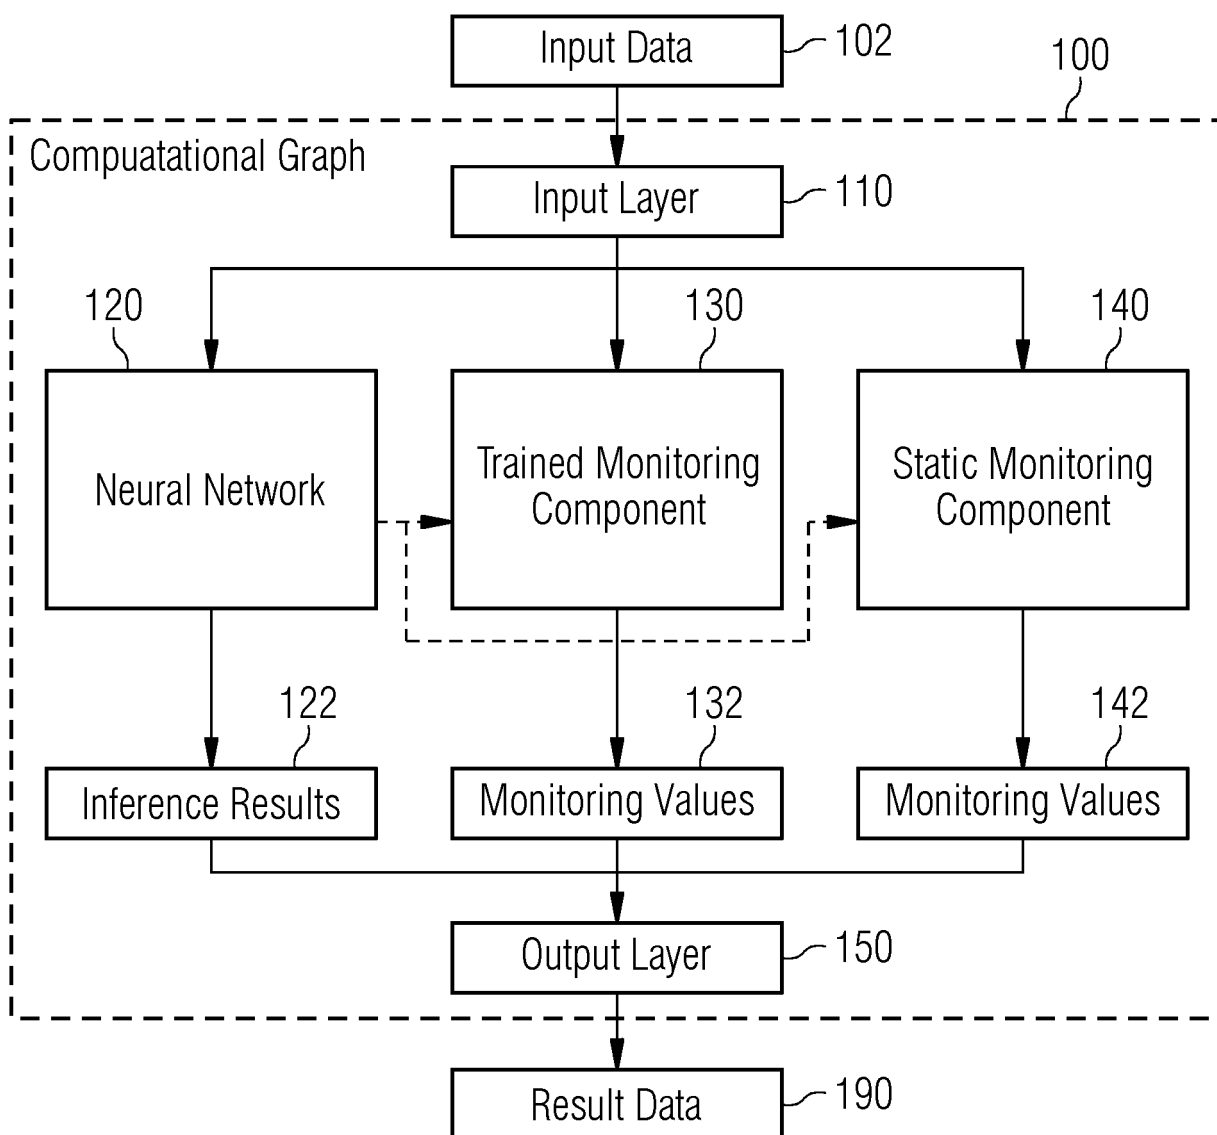 Input Data
102
100
Compuatational Graph
Input Layer
110
120
130
140
Neural Network
Trained Monitoring
Component
Static Monitoring
Component
122
132
142
Inference Results
Monitoring Values
Monitoring Values
Output Layer
150
Result Data
190